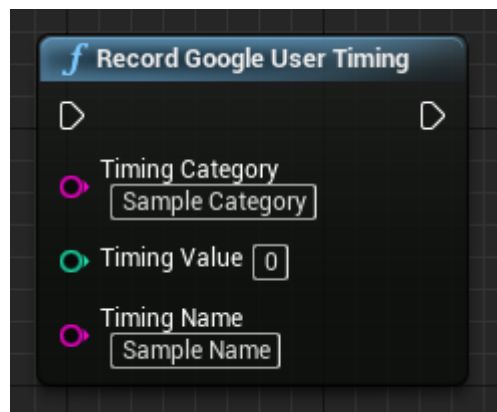 f Record Google User Timing
Timing Category
Sample Category
Timing Value 0
Timing Name
Sample Name